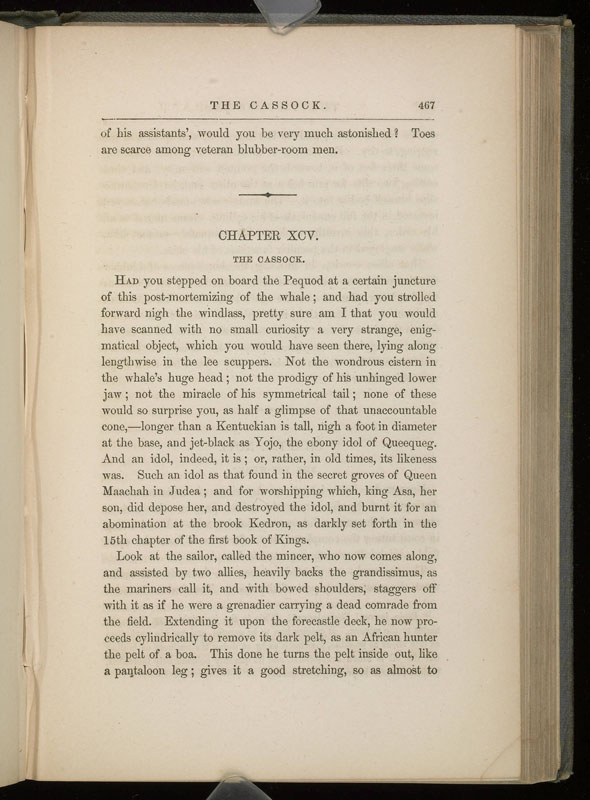 THE CASSOCK. 467
of his assistants', would you be very much astonished? Toes
are scarce among veteran blubber-room men.
CHAPTER XCV.
THE CASSOCK.
HAD you stepped on board the Pequod at a certain juncture
of this post-mortemizing of the whale; and had you strolled
forward nigh the windlass, pretty sure am I that you would
have scanned with no small curiosity a very strange, enig-
matical object, which you would have seen there, lying along
lengthwise in the lee scuppers. Not the wondrous cistern in
the whale's huge head; not the prodigy of his unhinged lower
jaw; not the miracle of his symmetrical tail; none of these
would so surprise you, as half a glimpse of that unaccountable
cone,—longer than a Kentuckian is tall, nigh a foot in diameter
at the base, and jet-black as Yojo, the ebony idol of Queequeg.
And an idol, indeed, it is; or, rather, in old times, its likeness
was. Such an idol as that found in the secret groves of Queen
Maachah in Judea; and for worshipping which, king Asa, her
son, did depose her, and destroyed the idol, and burnt it for an
abomination at the brook Kedron, as darkly set forth in the
15th chapter of the first book of Kings.
Look at the sailor, called the mincer, who now comes along,
and assisted by two allies, heavily backs the grandissimus, as
the mariners call it, and with bowed shoulders, staggers off
with it as if he were a grenadier carrying a dead comrade from
the field. Extending it upon the forecastle deck, he now pro-
ceeds cylindrically to remove its dark pelt, as an African hunter
the pelt of a boa. This done he turns the pelt inside out, like
a pantaloon leg; gives it a good stretching, so as almost to